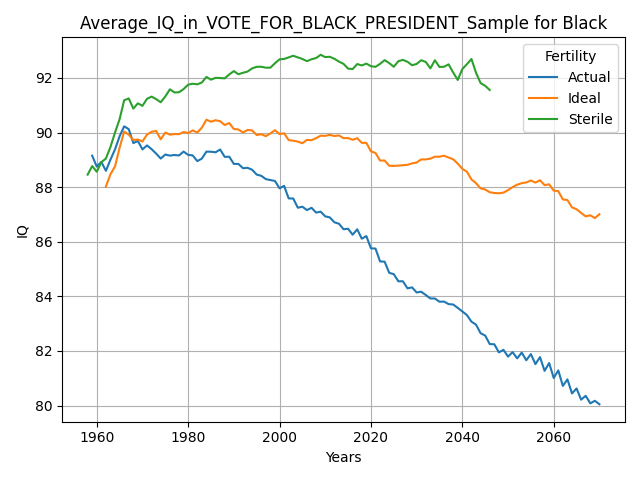 Average_IQ_in_VOTE_FOR_BLACK_PRESIDENT_Sample for Black
Fertility
Actual
Ideal
Sterile
IQ
92
90
88
86
84
82
80
1960
1980
2000
2020
2040
2060
Years